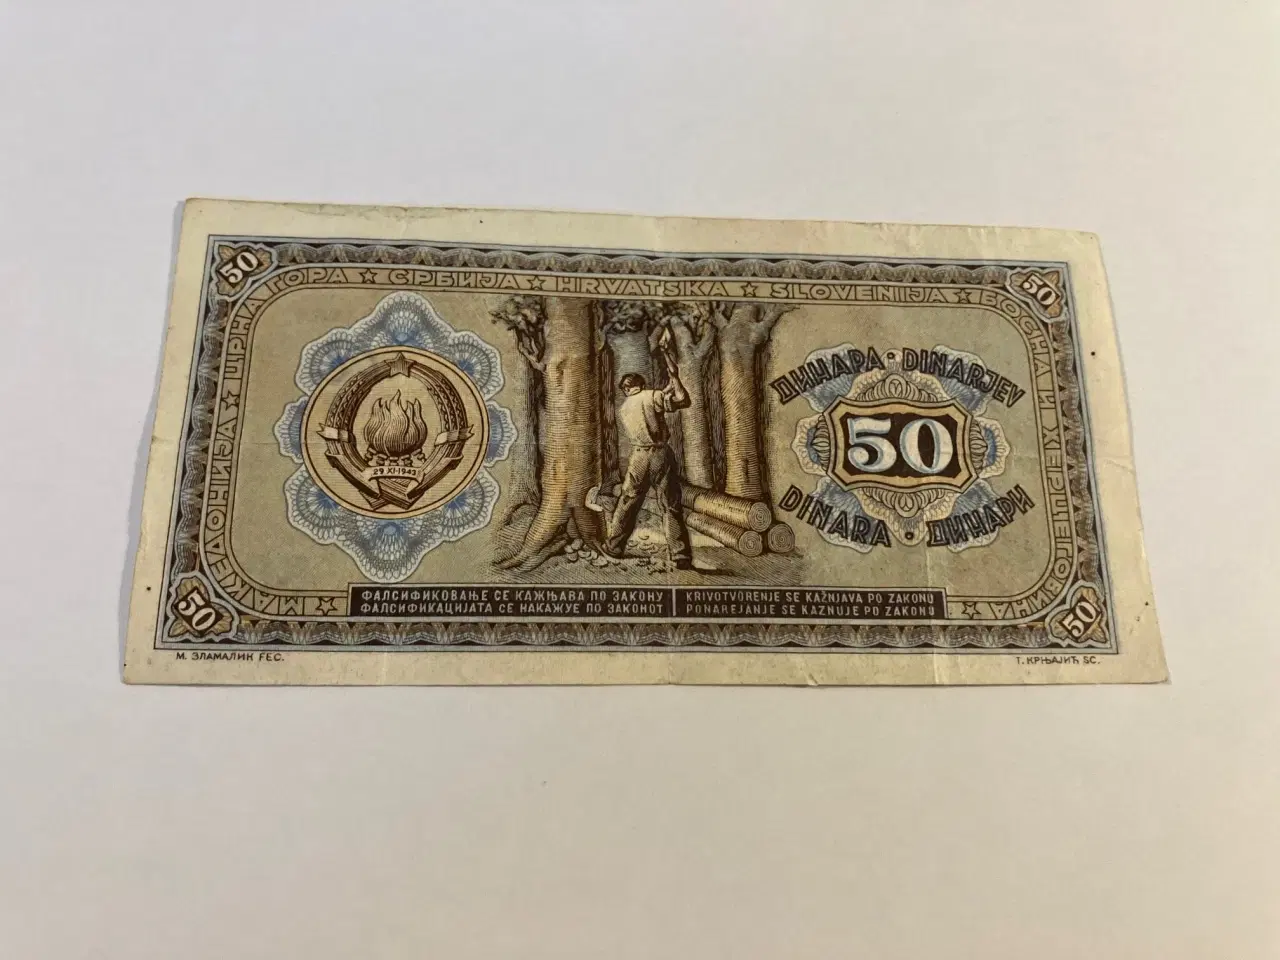 50
МАКЕДОНИЈА ★ ЦРНА ГОРА ★ СРБИЈА ★ HRVATSKA ★ SLOVENIJA ★ БОСНА И ХЕРЦЕГОВИНА ★
50
29·XI·1943
ДИНАРА · DINARJEV
50
DINARA · ДИНАРИ
ФАЛСИФИКОВАЊЕ СЕ КАЖЊАВА ПО ЗАКОНУ
ФАЛСИФИКАЦИЈАТА СЕ НАКАЖУЕ ПО ЗАКОНОТ
KRIVOTVORENJE SE KAŽNJAVA PO ZAKONU
PONAREJANJE SE KAZNUJE PO ZAKONU
50
50
М. ЗЛАМАЛИК FEC.
Т. КРЊАЈИЋ SC.